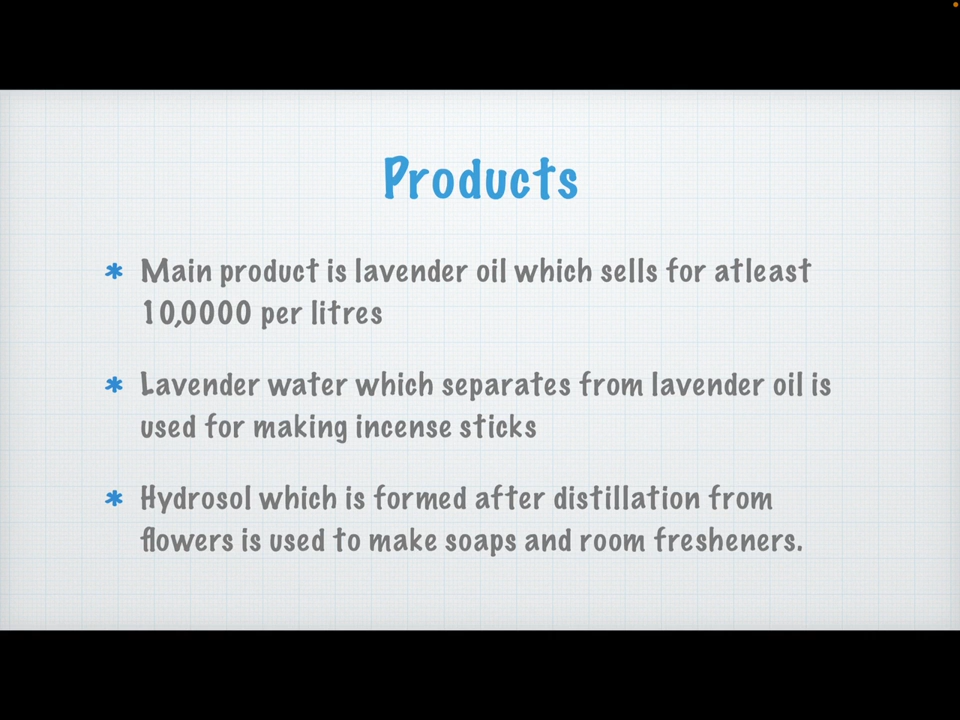 Products
* Main product is lavender oil which sells for atleast
10,0000 per litres
* Lavender water which separates from lavender oil is
used for making incense sticks
* Hydrosol which is formed after distillation from
flowers is used to make soaps and room fresheners.